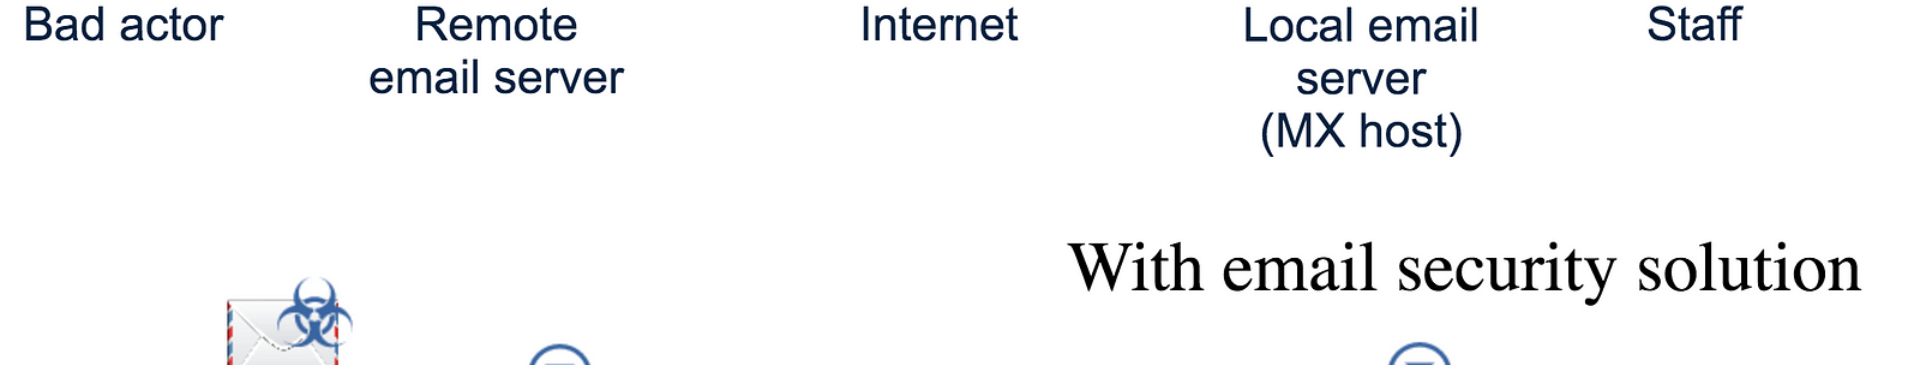 Bad actor
Remote
email server
Internet
Local email
server
(MX host)
Staff
With email security solution